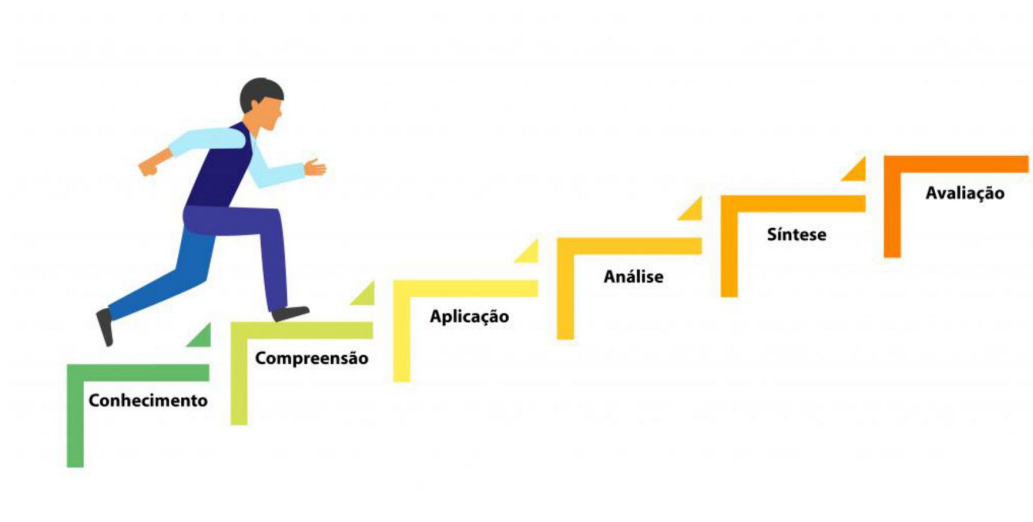 Conhecimento
Compreensão
Aplicação
Análise
Síntese
Avaliação